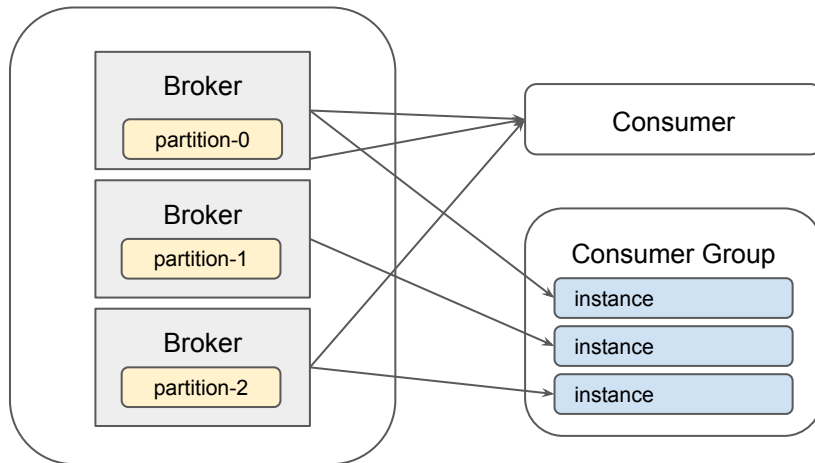 Broker
partition-0
Broker
partition-1
Broker
partition-2
Consumer
Consumer Group
instance
instance
instance